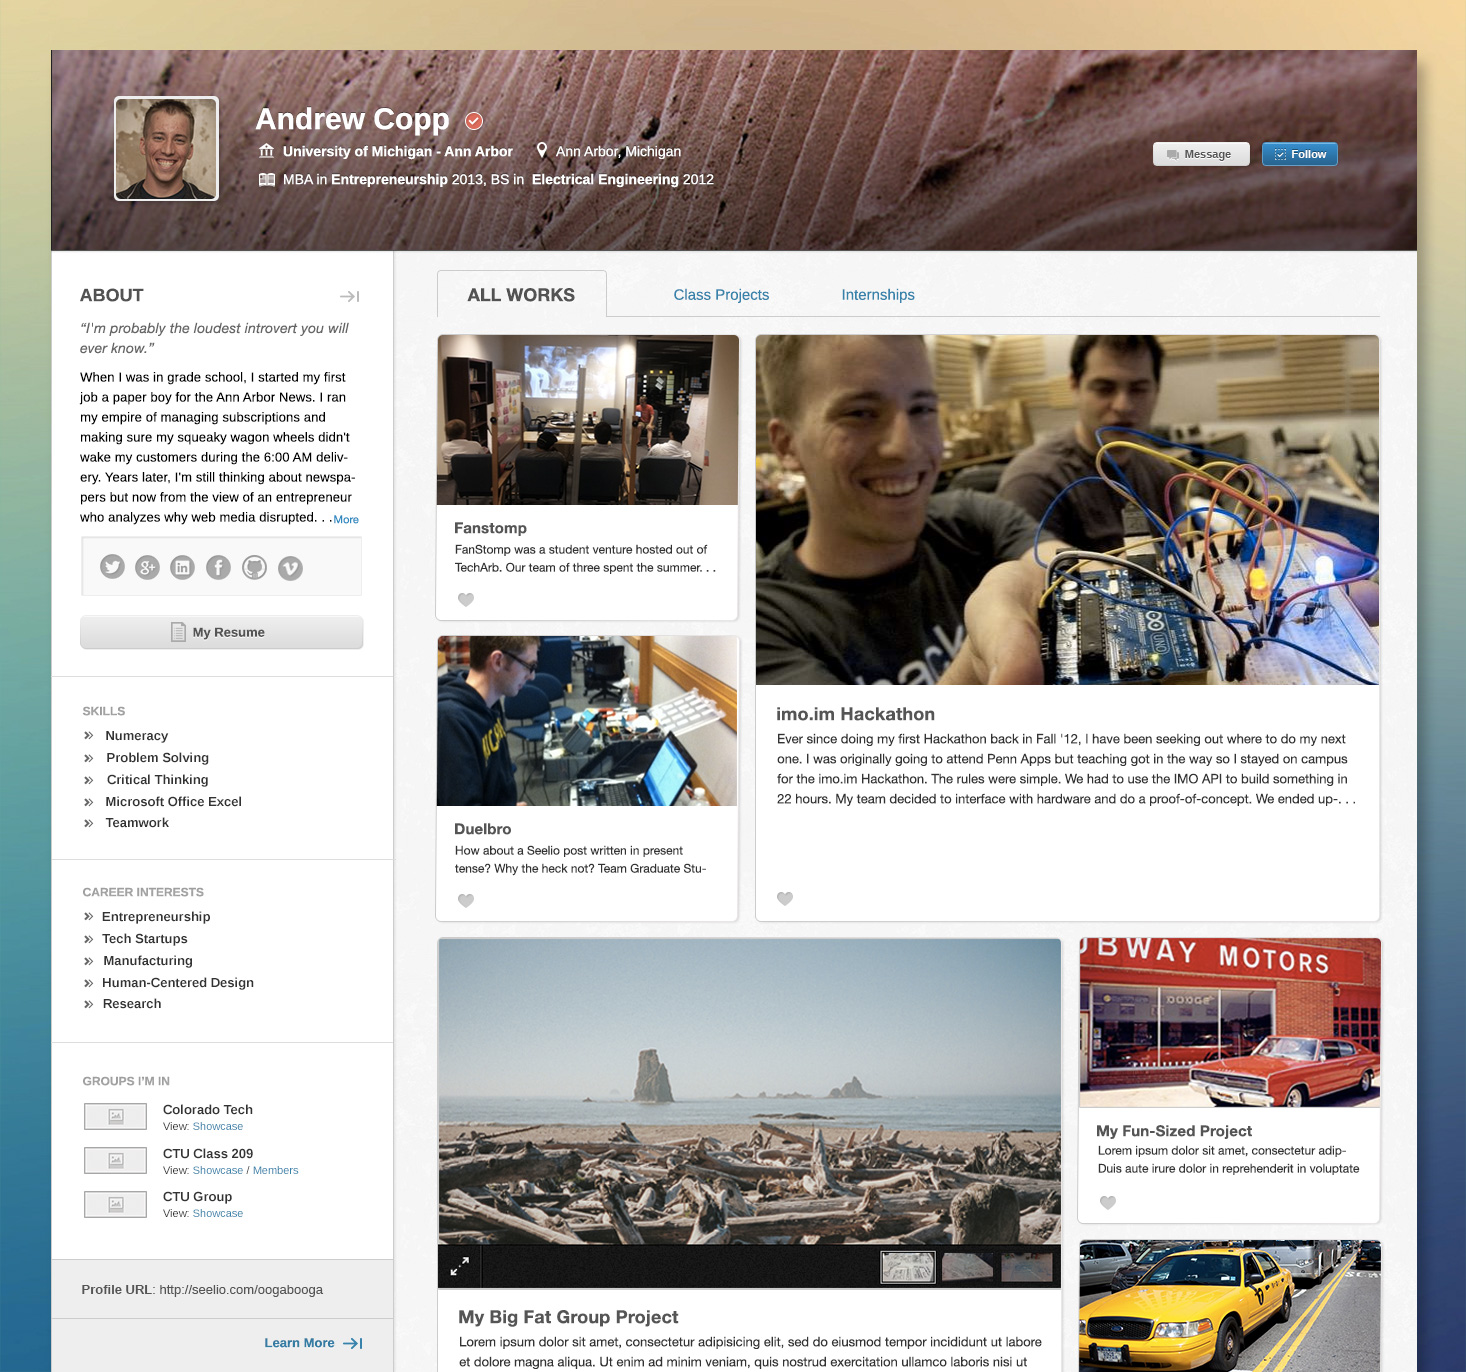 Andrew Copp
University of Michigan - Ann Arbor
Ann Arbor, Michigan
MBA in Entrepreneurship 2013, BS in Electrical Engineering 2012
Message
Follow
ABOUT
“I'm probably the loudest introvert you will
ever know.”
When I was in grade school, I started my first
job a paper boy for the Ann Arbor News. I ran
my empire of managing subscriptions and
making sure my squeaky wagon wheels didn't
wake my customers during the 6:00 AM deliv-
ery. Years later, I'm still thinking about newspa-
pers but now from the view of an entrepreneur
who analyzes why web media disrupted. . . More
My Resume
SKILLS
Numeracy
Problem Solving
Critical Thinking
Microsoft Office Excel
Teamwork
CAREER INTERESTS
Entrepreneurship
Tech Startups
Manufacturing
Human-Centered Design
Research
GROUPS I'M IN
Colorado Tech
View: Showcase
CTU Class 209
View: Showcase / Members
CTU Group
View: Showcase
Profile URL: http://seelio.com/oogabooga
Learn More
ALL WORKS
Class Projects
Internships
Fanstomp
FanStomp was a student venture hosted out of
TechArb. Our team of three spent the summer. . .
hack
UNO
imo.im Hackathon
Ever since doing my first Hackathon back in Fall '12, I have been seeking out where to do my next
one. I was originally going to attend Penn Apps but teaching got in the way so I stayed on campus
for the imo.im Hackathon. The rules were simple. We had to use the IMO API to build something in
22 hours. My team decided to interface with hardware and do a proof-of-concept. We ended up-. . .
Duelbro
How about a Seelio post written in present
tense? Why the heck not? Team Graduate Stu-
My Big Fat Group Project
Lorem ipsum dolor sit amet, consectetur adipisicing elit, sed do eiusmod tempor incididunt ut labore
et dolore magna aliqua. Ut enim ad minim veniam, quis nostrud exercitation ullamco laboris nisi ut
UBWAY MOTORS
DODGE
My Fun-Sized Project
Lorem ipsum dolor sit amet, consectetur adip-
Duis aute irure dolor in reprehenderit in voluptate